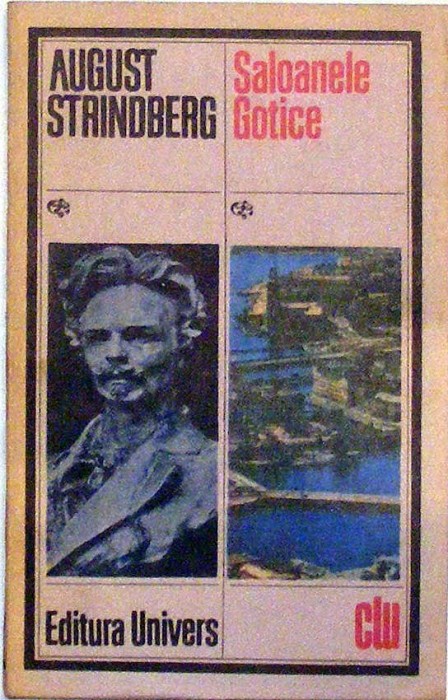 AUGUST
STRINDBERG
Saloanele
Gotice
Editura Univers
clu